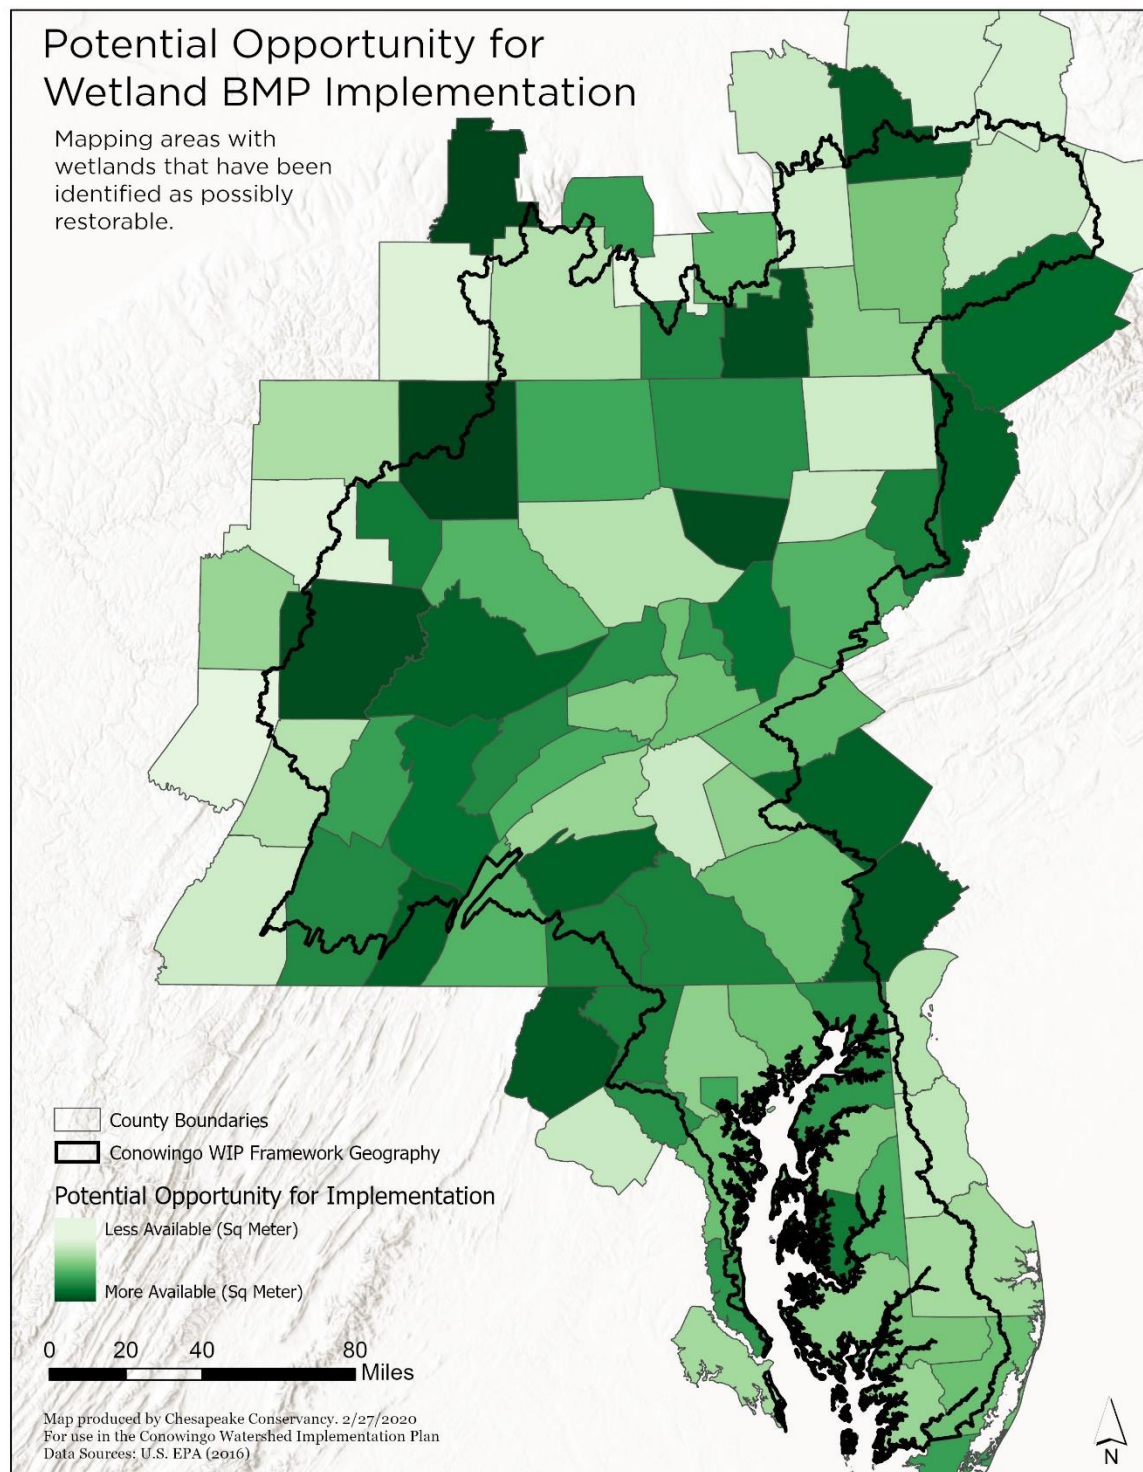 Potential Opportunity for
Wetland BMP Implementation
Mapping areas with
wetlands that have been
identified as possibly
restorable.
County Boundaries
Conowingo WIP Framework Geography
Potential Opportunity for Implementation
Less Available (Sq Meter)
More Available (Sq Meter)
0 20 40 80
Miles
Map produced by Chesapeake Conservancy. 2/27/2020
For use in the Conowingo Watershed Implementation Plan
Data Sources: U.S. EPA (2016)
N